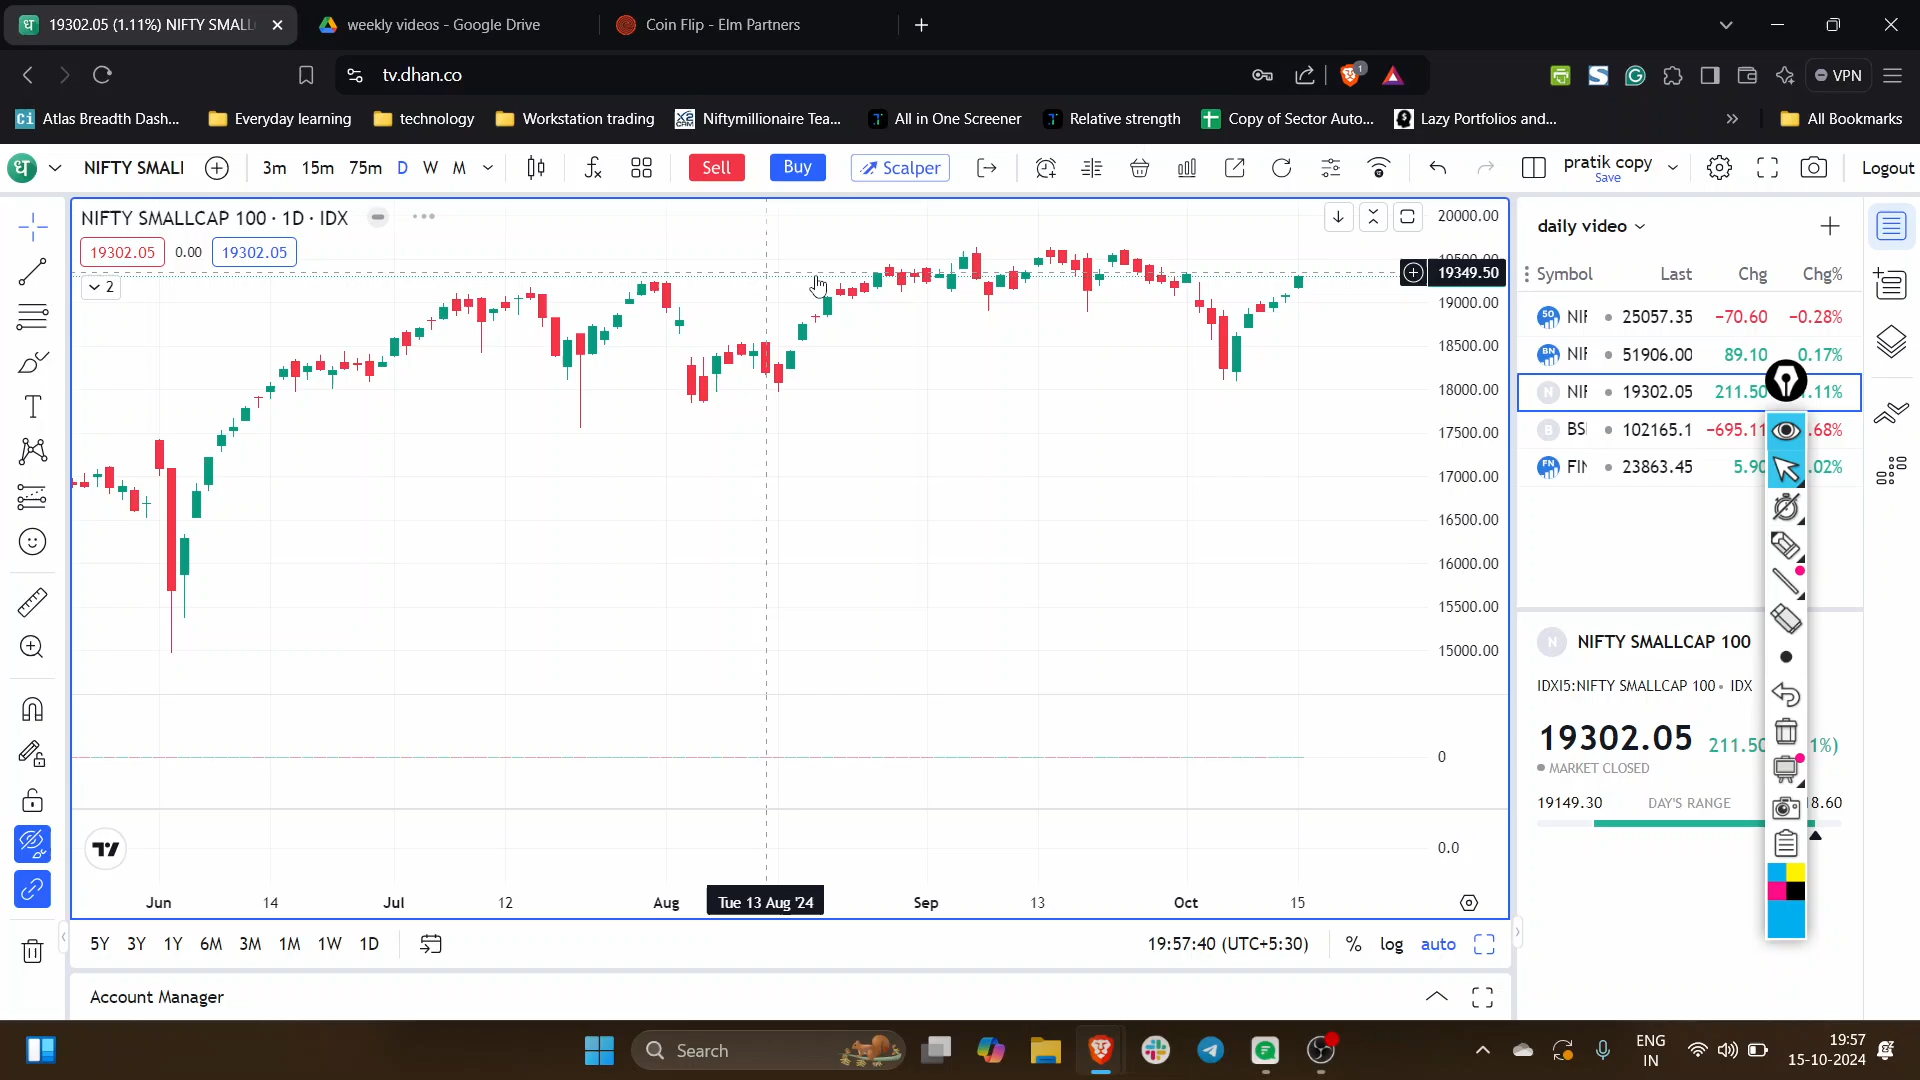 19302.05 (1.11%) NIFTY SMALL
weekly videos - Google Drive
Coin Flip - Elm Partners
tv.dhan.co
1
VPN
Atlas Breadth Dash...
Everyday learning
technology
Workstation trading
Niftymillionaire Tea...
All in One Screener
Relative strength
Copy of Sector Auto...
Lazy Portfolios and...
»
All Bookmarks
ध
NIFTY SMALL
3m 15m 75m D W M
Sell
Buy
Scalper
pratik copy
Save
Logout
NIFTY SMALLCAP 100 · 1D · IDX
19302.05 0.00 19302.05
2
20000.00
19349.50
19000.00
18500.00
18000.00
17500.00
17000.00
16500.00
16000.00
15500.00
15000.00
0
0.0
Jun 14 Jul 12 Aug Tue 13 Aug '24 Sep 13 Oct 15
5Y 3Y 1Y 6M 3M 1M 1W 1D
19:57:40 (UTC+5:30)
% log auto
Account Manager
daily video
Symbol Last Chg Chg%
50 NIF 25057.35 −70.60 −0.28%
BN NIF 51906.00 89.10 0.17%
N NIF 19302.05 211.50 .11%
B BSI 102165.1 −695.11 .68%
FN FIN 23863.45 5.90 .02%
N NIFTY SMALLCAP 100
IDXI5:NIFTY SMALLCAP 100 • IDX
19302.05 211.50 1%)
MARKET CLOSED
19149.30 DAY'S RANGE 8.60
Search
ENG
IN
19:57
15-10-2024